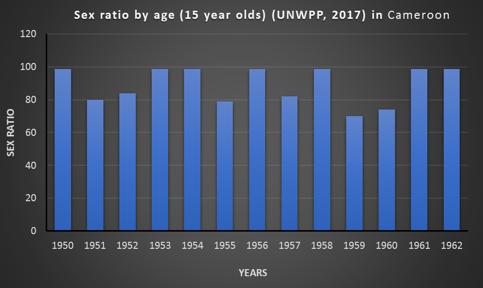 Sex ratio by age (15 year olds) (UNWPP, 2017) in Cameroon
120
100
80
60
40
20
0
SEX RATIO
1950 1951 1952 1953 1954 1955 1956 1957 1958 1959 1960 1961 1962
YEARS